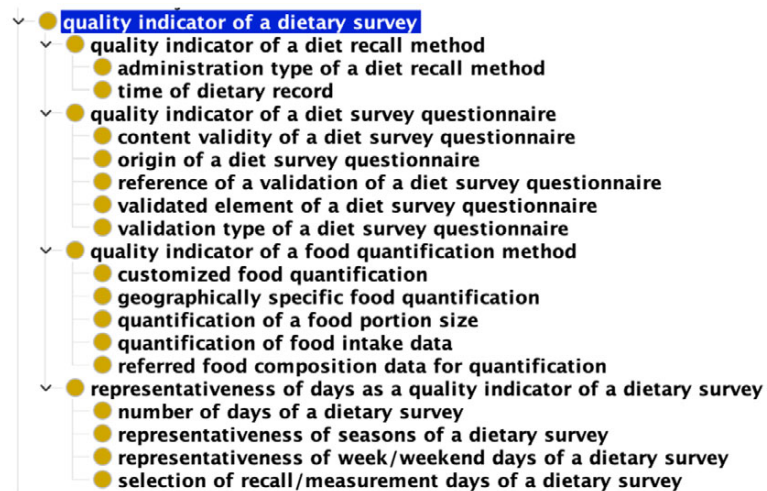 quality indicator of a dietary survey
quality indicator of a diet recall method
administration type of a diet recall method
time of dietary record
quality indicator of a diet survey questionnaire
content validity of a diet survey questionnaire
origin of a diet survey questionnaire
reference of a validation of a diet survey questionnaire
validated element of a diet survey questionnaire
validation type of a diet survey questionnaire
quality indicator of a food quantification method
customized food quantification
geographically specific food quantification
quantification of a food portion size
quantification of food intake data
referred food composition data for quantification
representativeness of days as a quality indicator of a dietary survey
number of days of a dietary survey
representativeness of seasons of a dietary survey
representativeness of week/weekend days of a dietary survey
selection of recall/measurement days of a dietary survey